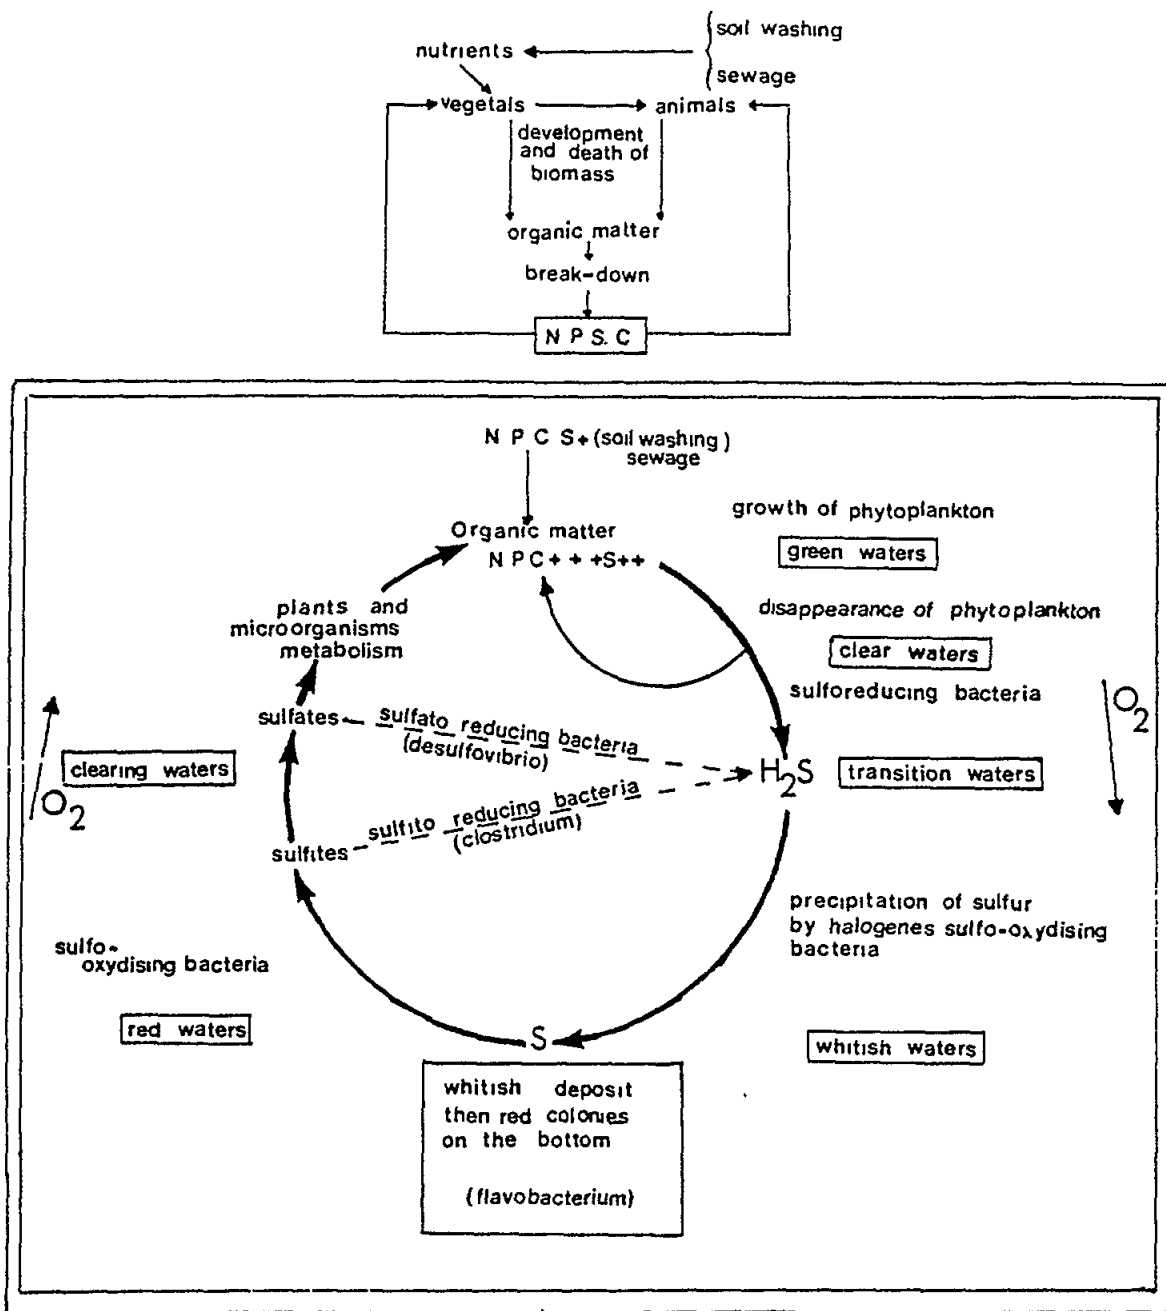 soil washing
nutrients
sewage
vegetals
animals
development
and death of
biomass
organic matter
break-down
N P S. C
N P C S+ (soil washing)
sewage
growth of phytoplankton
Organic matter
green waters
N P C + + +S++
plants and
microorganisms
metabolism
disappearance of phytoplankton
clear waters
sulforeducing bacteria
O2
sulfates
sulfato reducing bacteria
(desulfovibrio)
clearing waters
H2S
transition waters
O2
sulfito reducing bacteria
(clostridium)
sulfites
precipitation of sulfur
by halogenes sulfo-oxydising
bacteria
sulfo-
oxydising bacteria
red waters
S
whitish waters
whitish deposit
then red colonies
on the bottom
(flavobacterium)